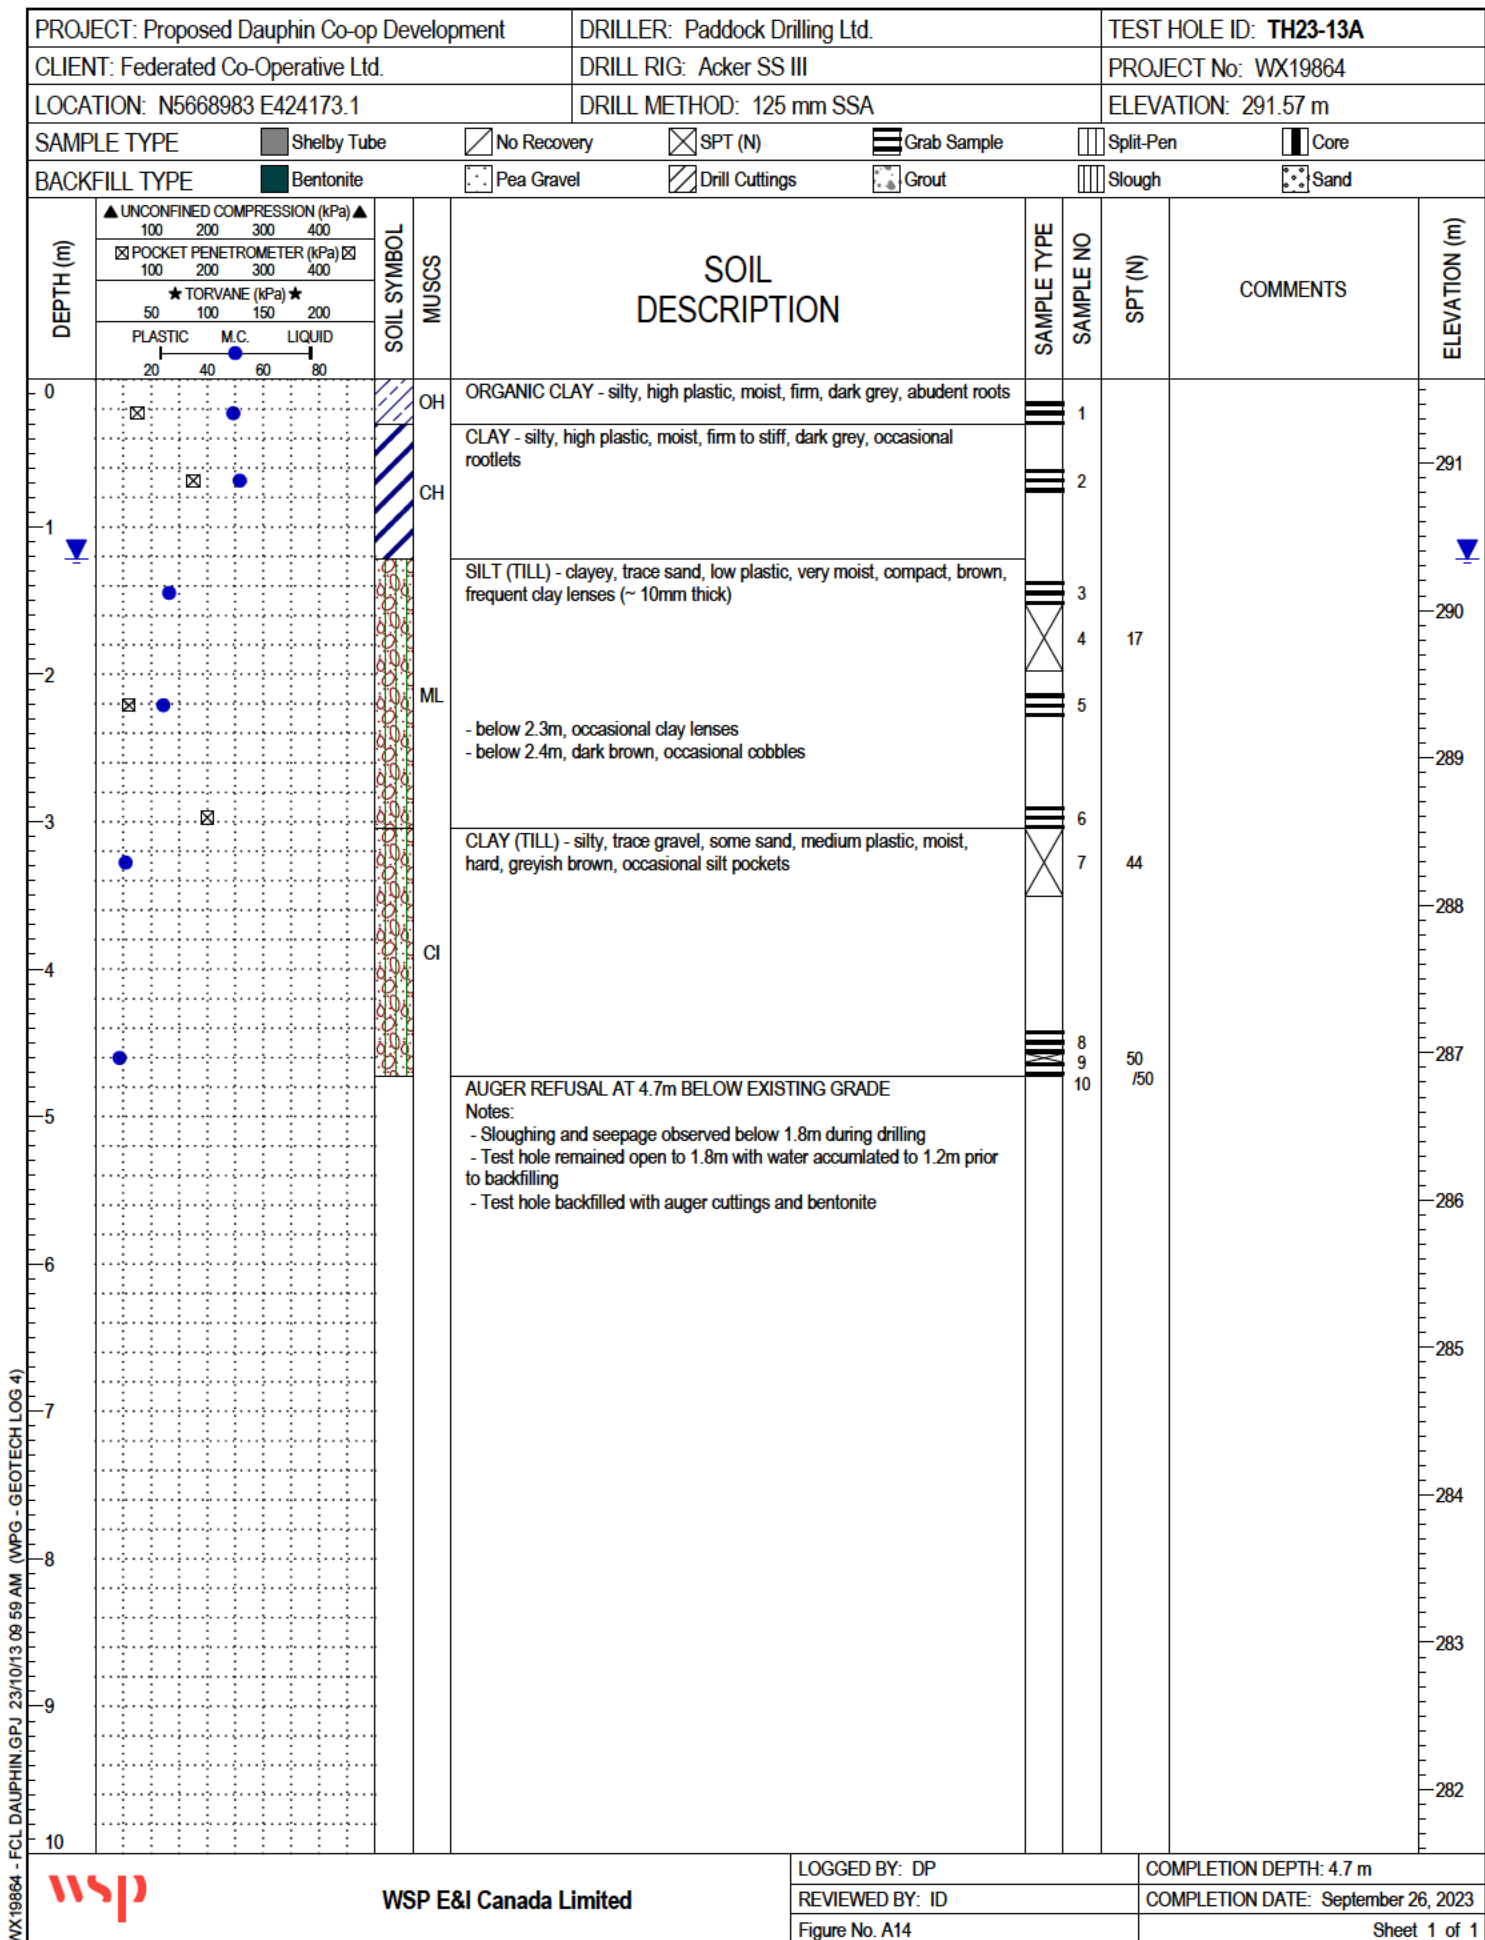 PROJECT: Proposed Dauphin Co-op Development
DRILLER: Paddock Drilling Ltd.
TEST HOLE ID: TH23-13A
CLIENT: Federated Co-Operative Ltd.
DRILL RIG: Acker SS III
PROJECT No: WX19864
LOCATION: N5668983 E424173.1
DRILL METHOD: 125 mm SSA
ELEVATION: 291.57 m
SAMPLE TYPE
Shelby Tube
No Recovery
SPT (N)
Grab Sample
Split-Pen
Core
BACKFILL TYPE
Bentonite
Pea Gravel
Drill Cuttings
Grout
Slough
Sand
DEPTH (m)
▲ UNCONFINED COMPRESSION (kPa) ▲
100 200 300 400
☒ POCKET PENETROMETER (kPa) ☒
100 200 300 400
★ TORVANE (kPa) ★
50 100 150 200
PLASTIC M.C. LIQUID
20 40 60 80
SOIL SYMBOL
MUSCS
SOIL
DESCRIPTION
SAMPLE TYPE
SAMPLE NO
SPT (N)
COMMENTS
ELEVATION (m)
0
OH
ORGANIC CLAY - silty, high plastic, moist, firm, dark grey, abudent roots
1
CLAY - silty, high plastic, moist, firm to stiff, dark grey, occasional
rootlets
291
2
CH
1
SILT (TILL) - clayey, trace sand, low plastic, very moist, compact, brown,
frequent clay lenses (~ 10mm thick)
3
290
4 17
2
ML
5
- below 2.3m, occasional clay lenses
- below 2.4m, dark brown, occasional cobbles
289
3
6
CLAY (TILL) - silty, trace gravel, some sand, medium plastic, moist,
hard, greyish brown, occasional silt pockets
7 44
288
CI
4
8
9 50
287
10 /50
AUGER REFUSAL AT 4.7m BELOW EXISTING GRADE
Notes:
5
- Sloughing and seepage observed below 1.8m during drilling
- Test hole remained open to 1.8m with water accumlated to 1.2m prior
to backfilling
- Test hole backfilled with auger cuttings and bentonite
286
6
285
7
284
8
283
9
282
10
WX19864 - FCL DAUPHIN.GPJ 23/10/13 09 59 AM (WPG - GEOTECH LOG 4)
wsp
WSP E&I Canada Limited
LOGGED BY: DP
COMPLETION DEPTH: 4.7 m
REVIEWED BY: ID
COMPLETION DATE: September 26, 2023
Figure No. A14
Sheet 1 of 1